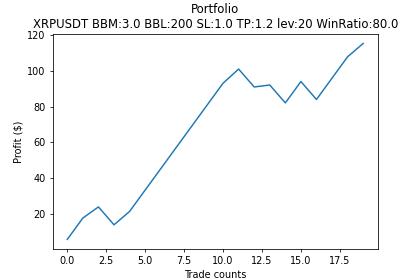 Portfolio
XRPUSDT BBM:3.0 BBL:200 SL:1.0 TP:1.2 lev:20 WinRatio:80.0
120
100
80
60
40
20
Profit ($)
0.0 2.5 5.0 7.5 10.0 12.5 15.0 17.5
Trade counts